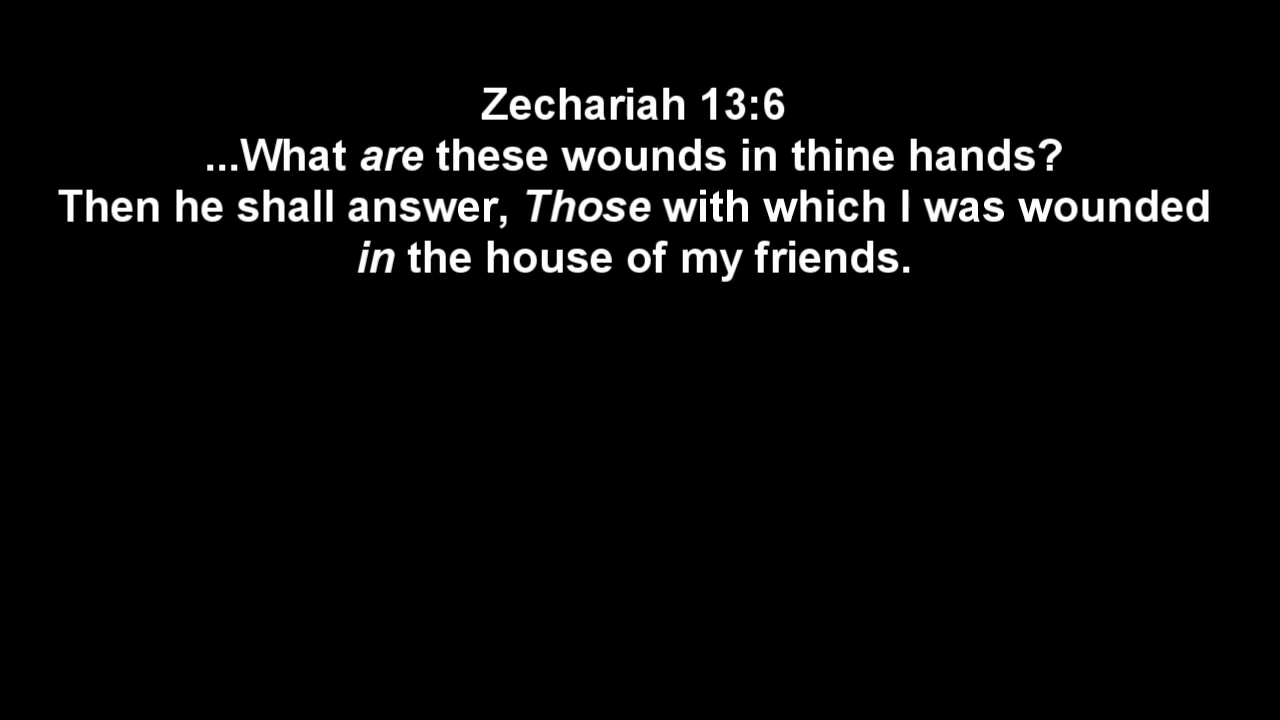 Zechariah 13:6
...What are these wounds in thine hands?
Then he shall answer, Those with which I was wounded
in the house of my friends.